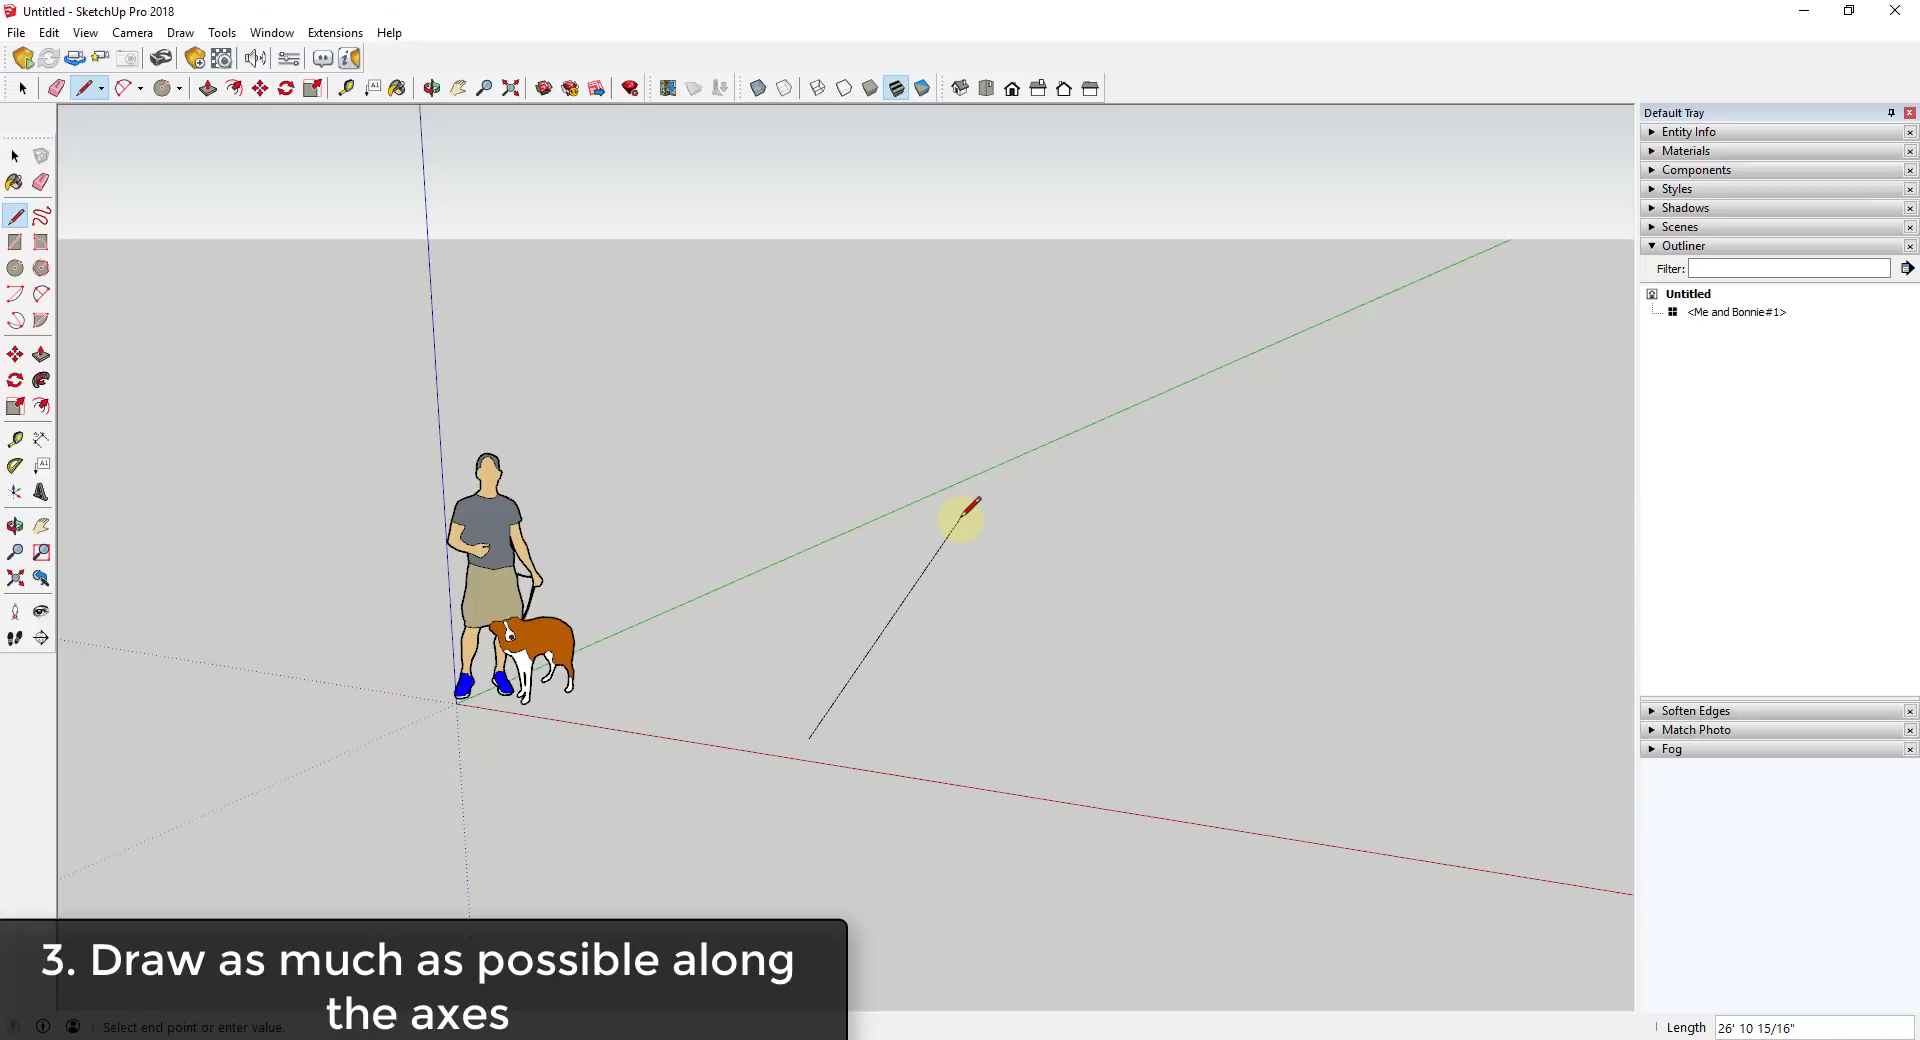 Untitled - SketchUp Pro 2018
File Edit View Camera Draw Tools Window Extensions Help
Default Tray
Entity Info
Materials
Components
Styles
Shadows
Scenes
Outliner
Filter:
Untitled
<Me and Bonnie#1>
Soften Edges
Match Photo
Fog
3. Draw as much as possible along
the axes
Select end point or enter value.
Length 26' 10 15/16"